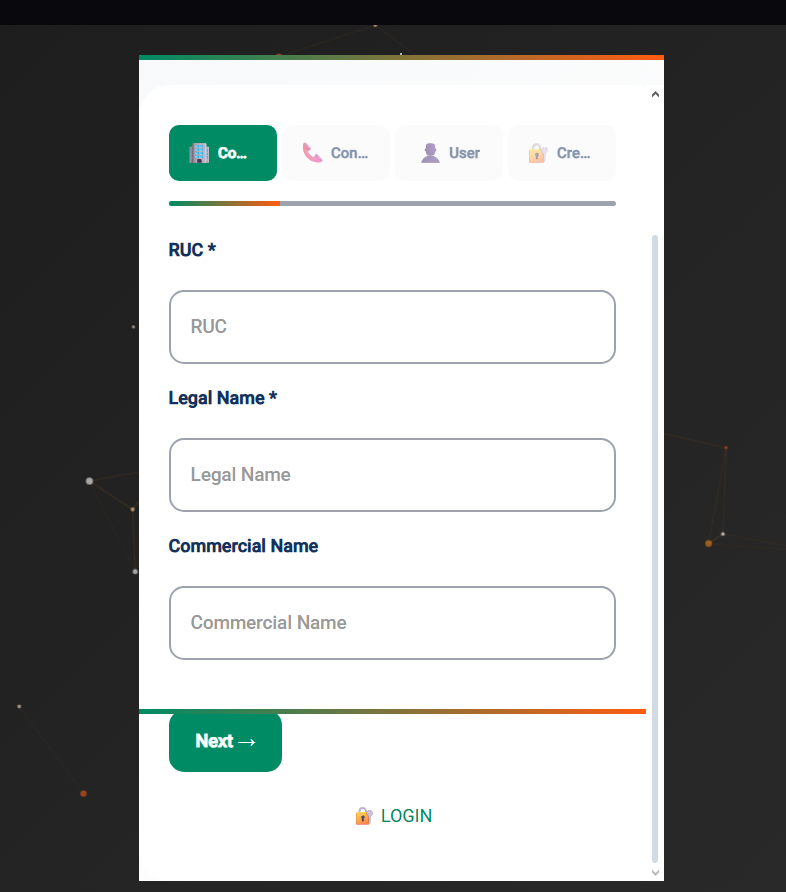 Co...
Con...
User
Cre...
RUC *
RUC
Legal Name *
Legal Name
Commercial Name
Commercial Name
Next →
LOGIN